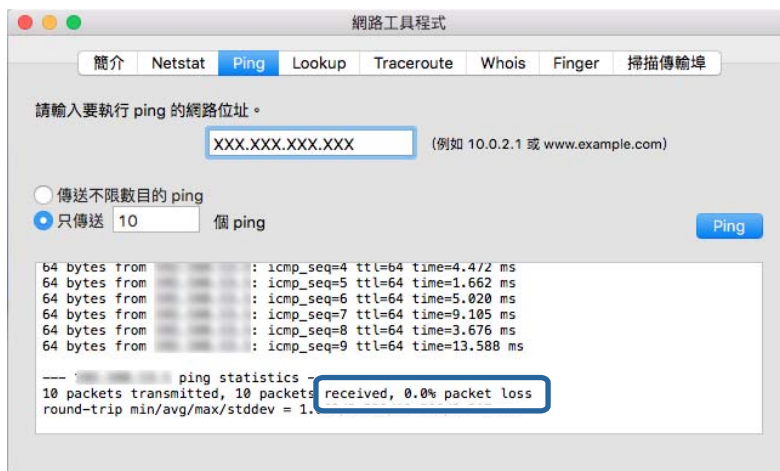 網路工具程式
簡介 Netstat Ping Lookup Traceroute Whois Finger 掃描傳輸埠
請輸入要執行 ping 的網路位址。
XXX.XXX.XXX.XXX (例如 10.0.2.1 或 www.example.com)
傳送不限數目的 ping
只傳送 10 個 ping Ping
64 bytes from : icmp_seq=4 ttl=64 time=4.472 ms
64 bytes from : icmp_seq=5 ttl=64 time=1.662 ms
64 bytes from : icmp_seq=6 ttl=64 time=5.020 ms
64 bytes from : icmp_seq=7 ttl=64 time=9.105 ms
64 bytes from : icmp_seq=8 ttl=64 time=3.676 ms
64 bytes from : icmp_seq=9 ttl=64 time=13.588 ms
--- ping statistics -
10 packets transmitted, 10 packets received, 0.0% packet loss
round-trip min/avg/max/stddev = 1.